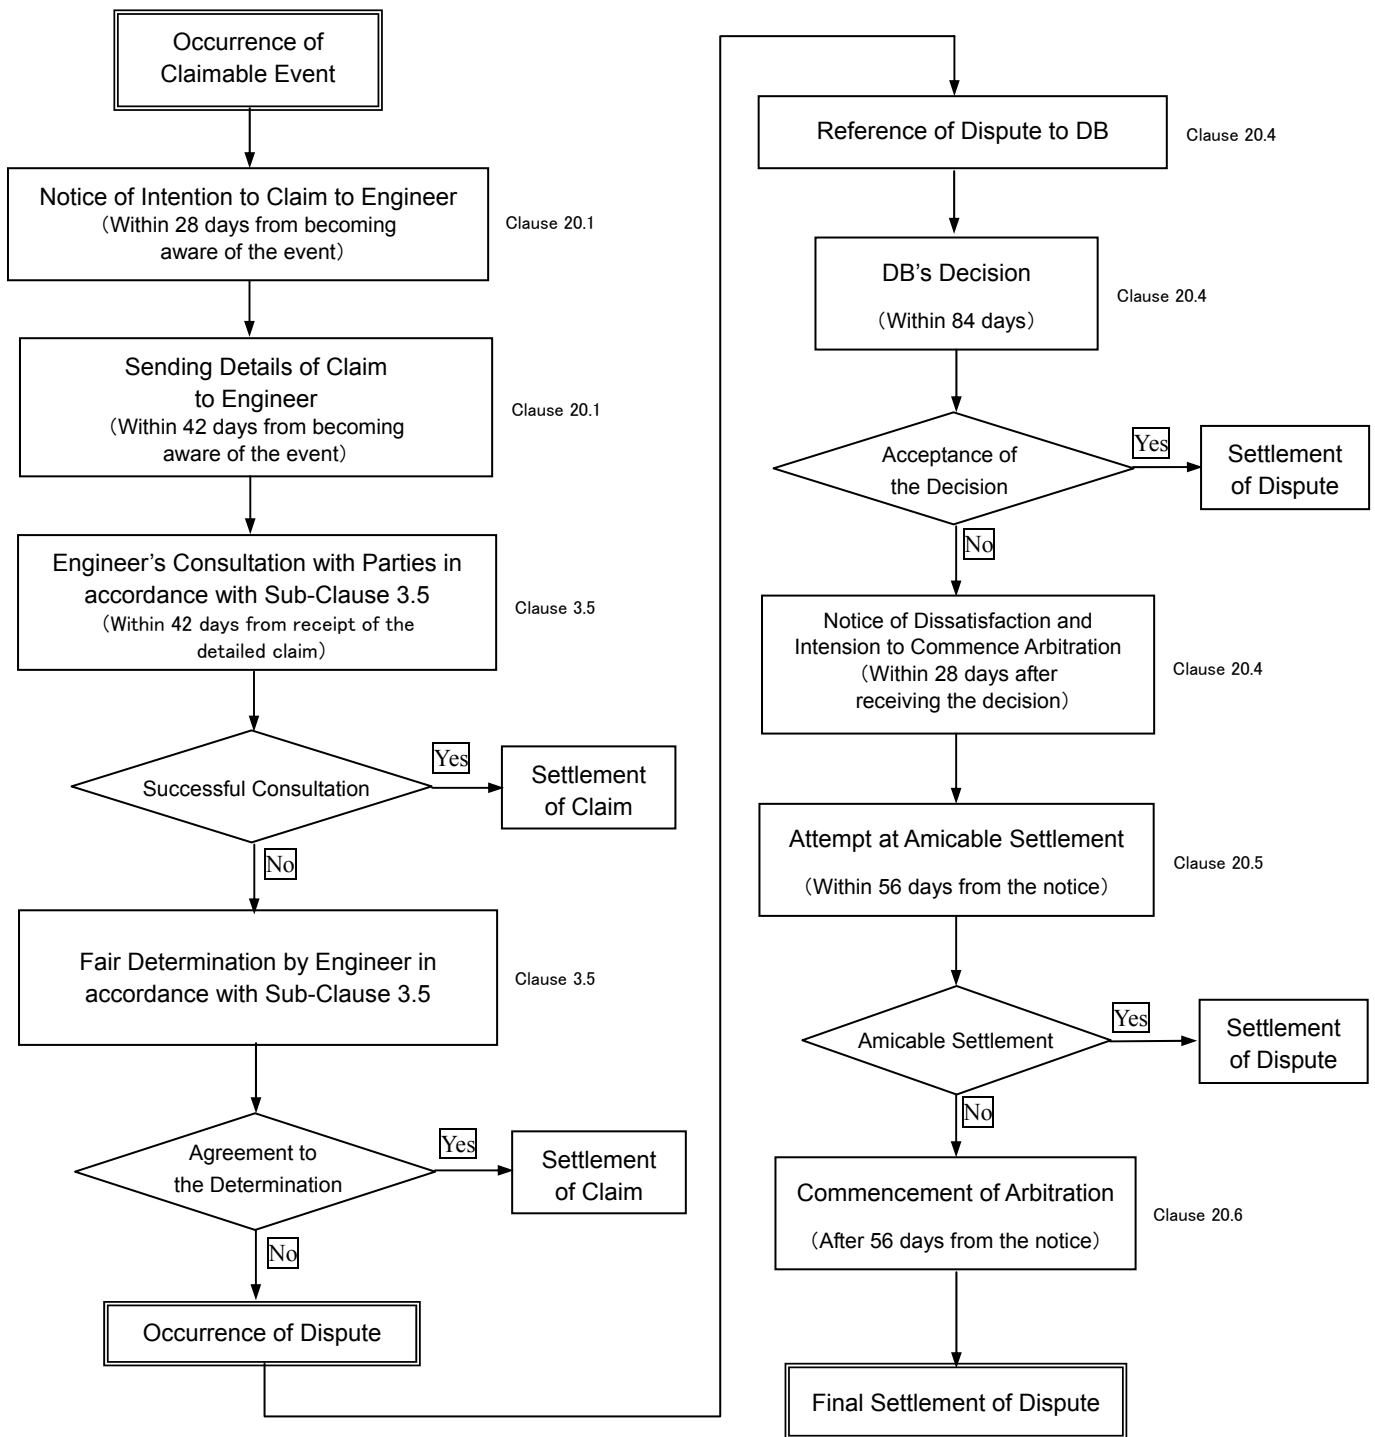 Occurrence of
Claimable Event
Notice of Intention to Claim to Engineer
（Within 28 days from becoming
aware of the event）
Clause 20.1
Sending Details of Claim
to Engineer
（Within 42 days from becoming
aware of the event）
Clause 20.1
Engineer’s Consultation with Parties in
accordance with Sub-Clause 3.5
（Within 42 days from receipt of the
detailed claim）
Clause 3.5
Successful Consultation
Yes
Settlement
of Claim
No
Fair Determination by Engineer in
accordance with Sub-Clause 3.5
Clause 3.5
Agreement to
the Determination
Yes
Settlement
of Claim
No
Occurrence of Dispute
Reference of Dispute to DB
Clause 20.4
DB’s Decision
（Within 84 days）
Clause 20.4
Acceptance of
the Decision
Yes
Settlement
of Dispute
No
Notice of Dissatisfaction and
Intension to Commence Arbitration
（Within 28 days after
receiving the decision）
Clause 20.4
Attempt at Amicable Settlement
（Within 56 days from the notice）
Clause 20.5
Amicable Settlement
Yes
Settlement
of Dispute
No
Commencement of Arbitration
（After 56 days from the notice）
Clause 20.6
Final Settlement of Dispute